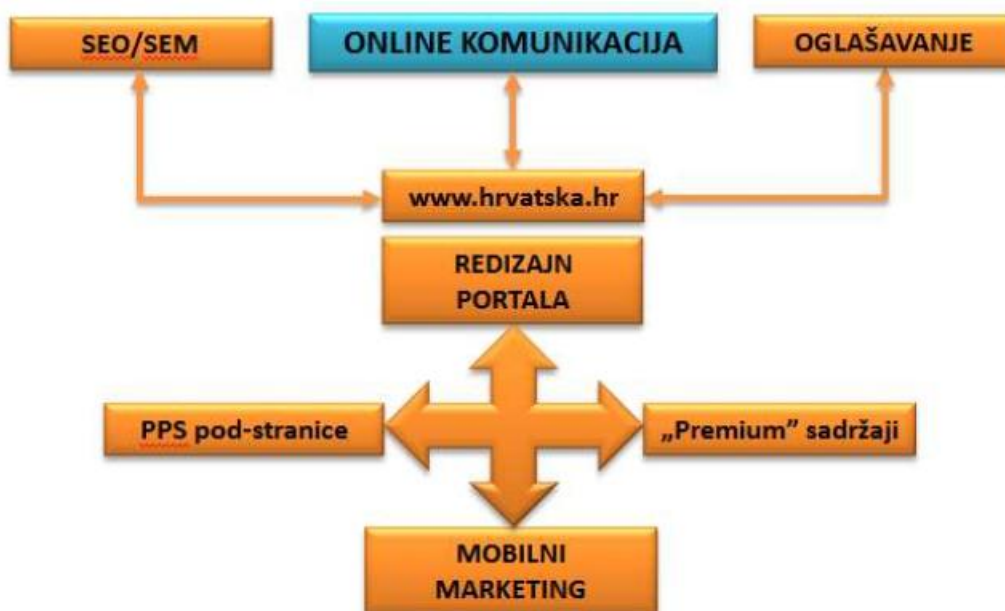 SEO/SEM
ONLINE KOMUNIKACIJA
OGLAŠAVANJE
www.hrvatska.hr
REDIZAJN
PORTALA
PPS pod-stranice
„Premium” sadržaji
MOBILNI
MARKETING